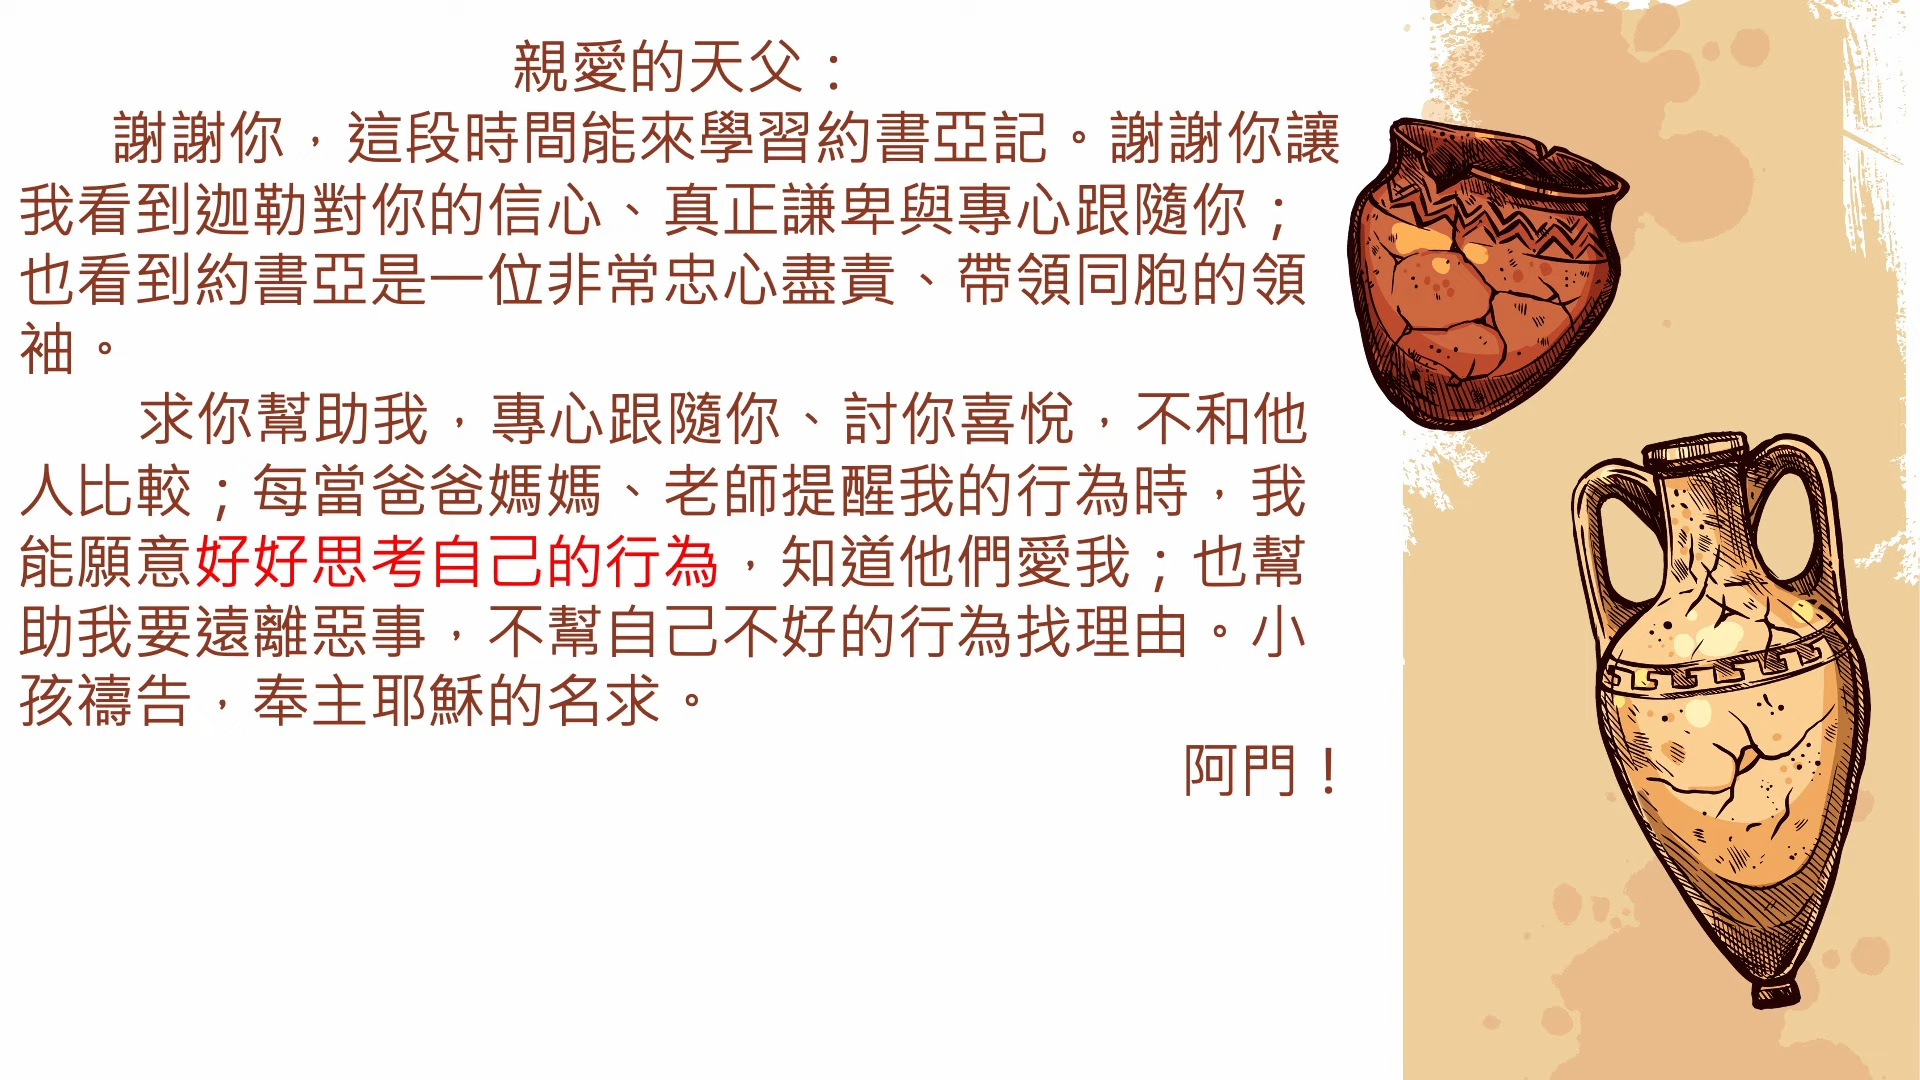 親愛的天父：
謝謝你，這段時間能來學習約書亞記。謝謝你讓
我看到迦勒對你的信心、真正謙卑與專心跟隨你；
也看到約書亞是一位非常忠心盡責、帶領同胞的領
袖。
求你幫助我，專心跟隨你、討你喜悅，不和他
人比較；每當爸爸媽媽、老師提醒我的行為時，我
能願意好好思考自己的行為，知道他們愛我；也幫
助我要遠離惡事，不幫自己不好的行為找理由。小
孩禱告，奉主耶穌的名求。
阿門！